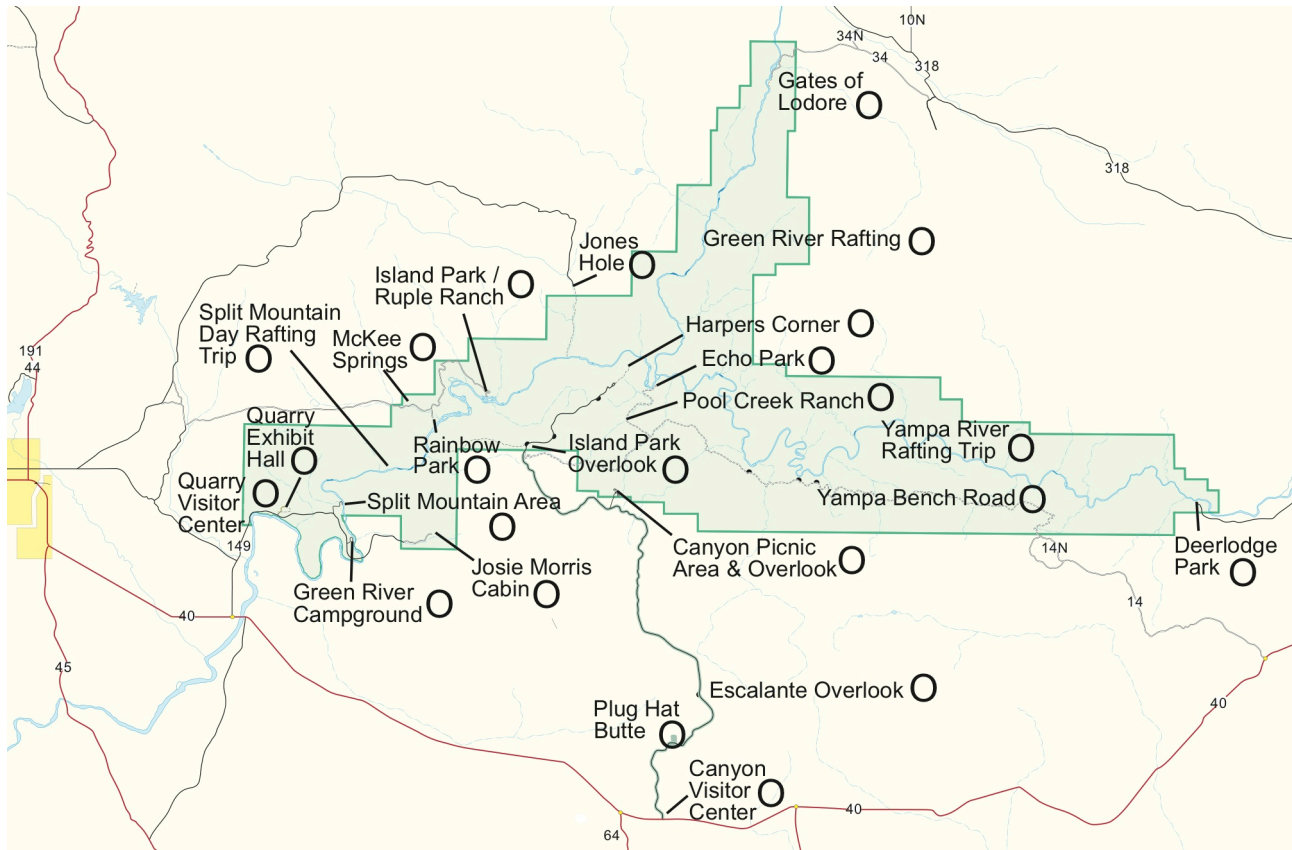 10N
34N
34
318
Gates of
Lodore O
318
Green River Rafting O
Jones
Hole O
Island Park /
Ruple Ranch O
Split Mountain
Day Rafting
Trip O
McKee
Springs O
Harpers Corner O
Echo Park O
191
44
Pool Creek Ranch O
Quarry
Exhibit
Hall O
Rainbow
Park O
Island Park
Overlook O
Yampa River
Rafting Trip O
Quarry
Visitor
Center O
Split Mountain Area O
Yampa Bench Road O
149
Canyon Picnic
Area & Overlook O
14N
Deerlodge
Park O
Josie Morris
Cabin O
Green River
Campground O
40
14
45
Escalante Overlook O
40
Plug Hat
Butte O
Canyon
Visitor
Center O
40
64